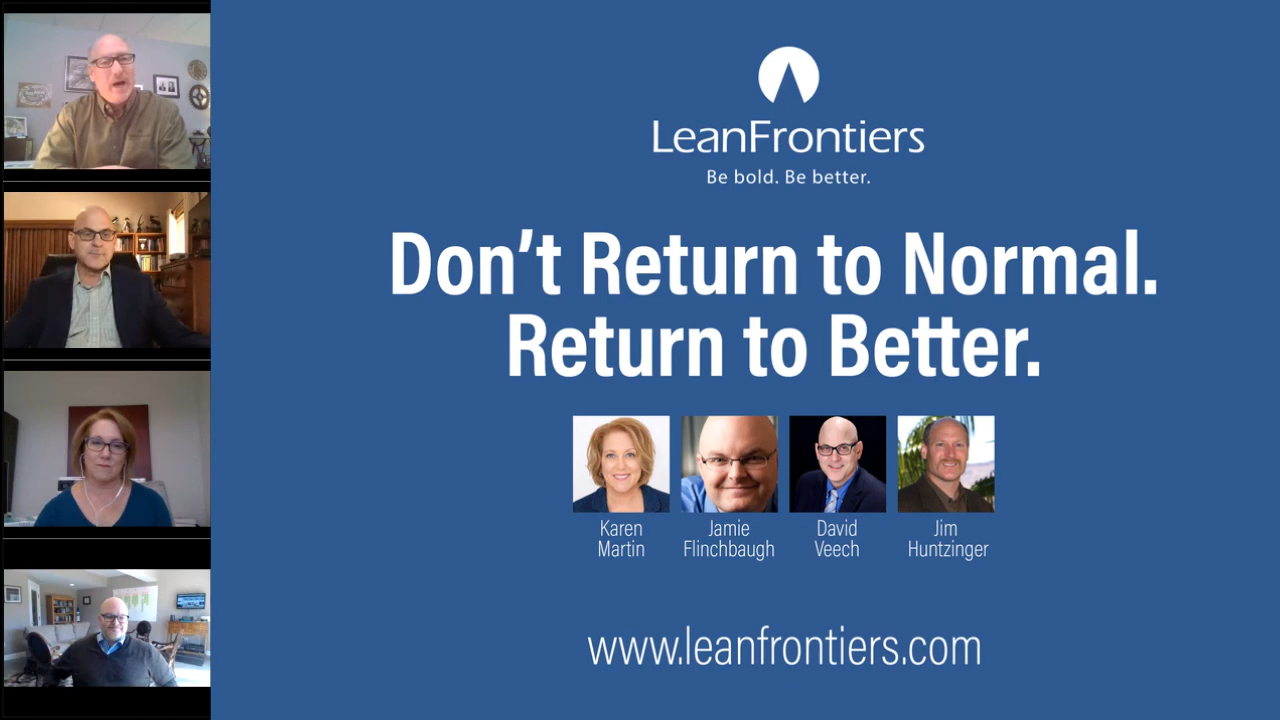 LeanFrontiers
Be bold. Be better.
Don't Return to Normal.
Return to Better.
Karen
Martin
Jamie
Flinchbaugh
David
Veech
Jim
Huntzinger
www.leanfrontiers.com